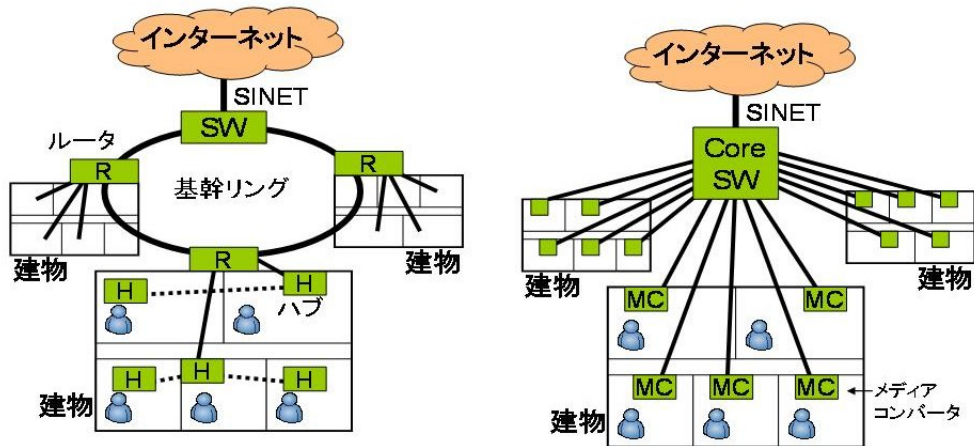 インターネット
SINET
SW
ルータ
R
R
基幹リング
建物
建物
R
H
H
ハブ
H
H
H
建物
インターネット
SINET
Core
SW
建物
建物
MC
MC
MC
MC
MC
メディア
コンバータ
建物